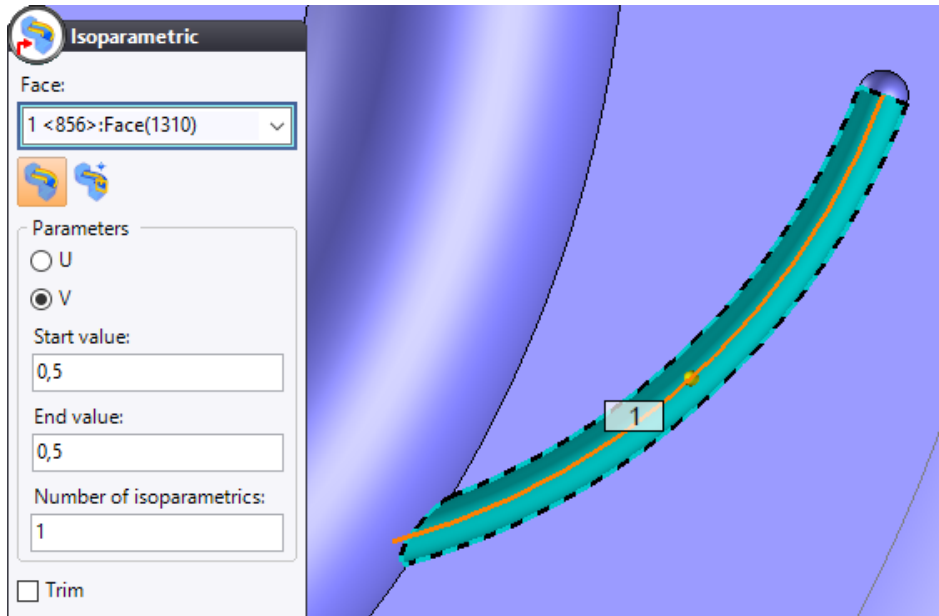 Isoparametric
Face:
1 <856>:Face(1310)
Parameters
U
V
Start value:
0,5
End value:
0,5
Number of isoparametrics:
1
Trim
1